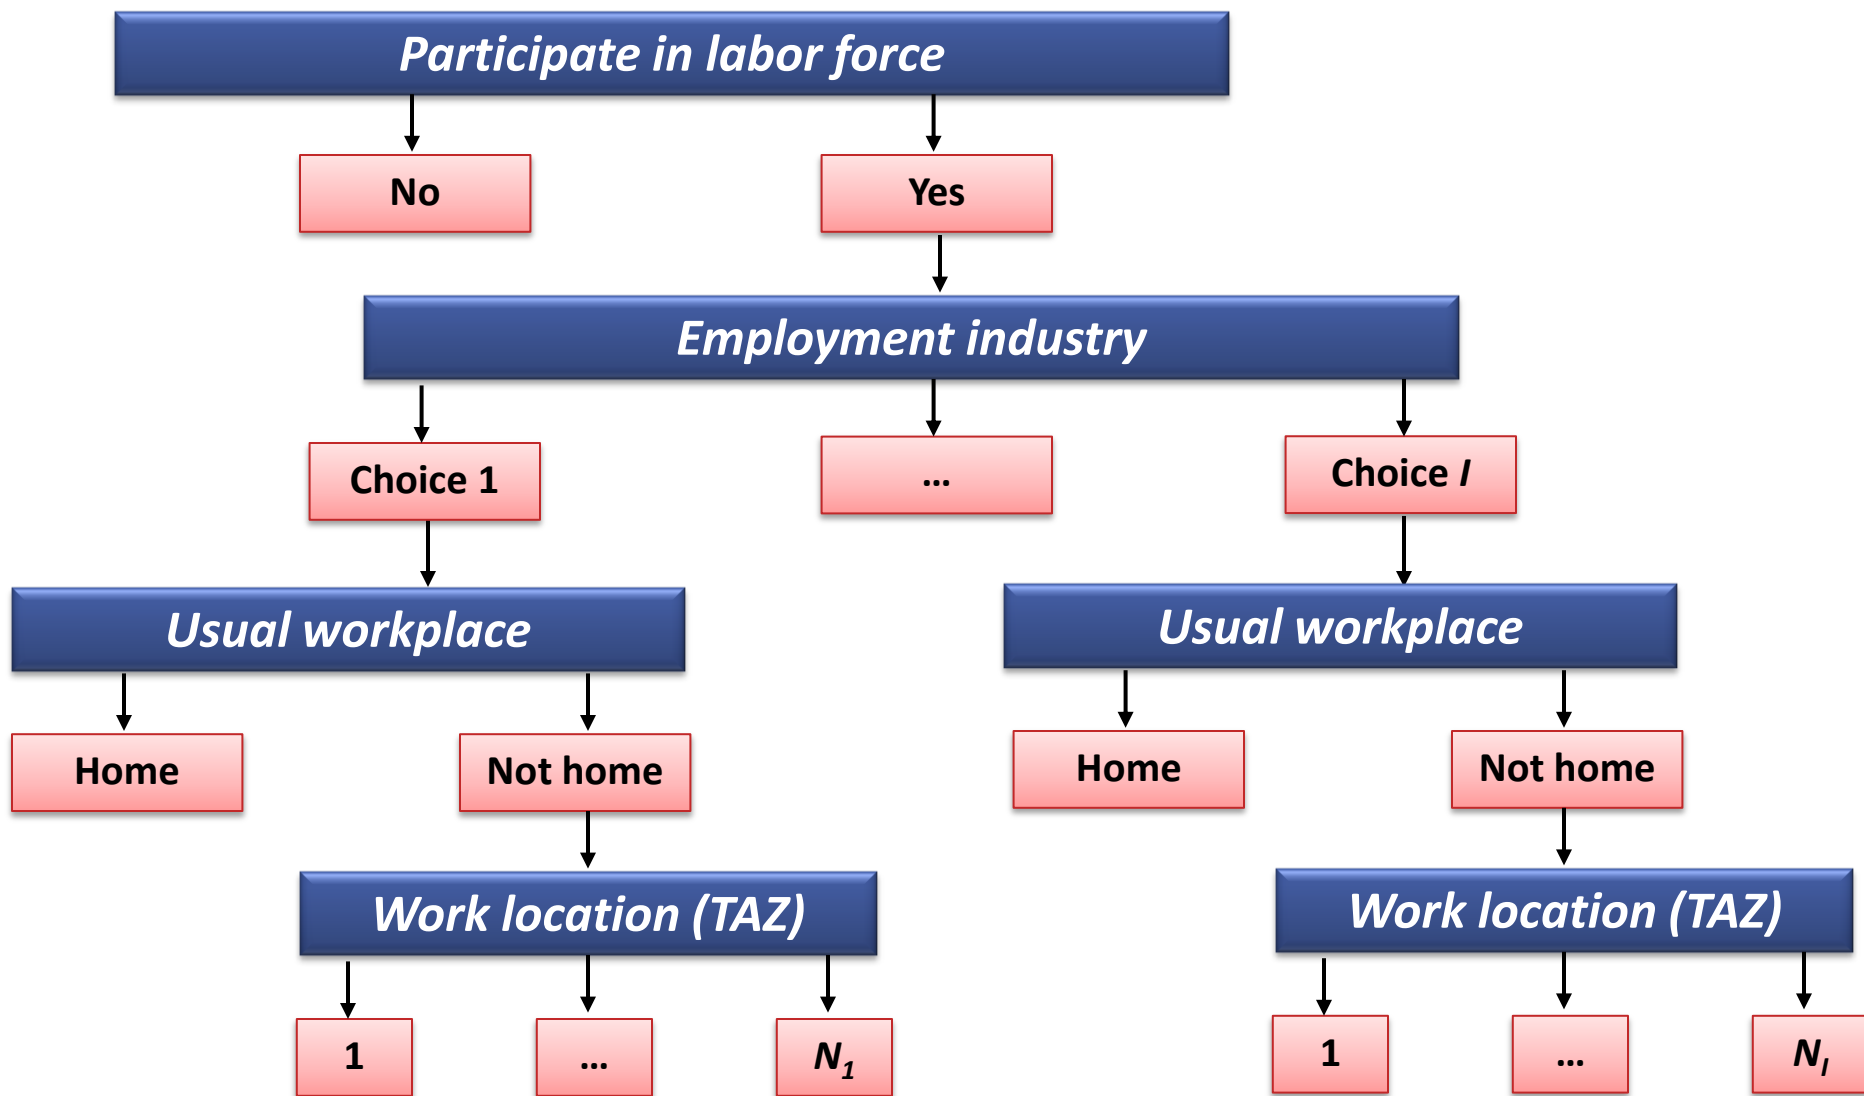 Participate in labor force
No
Yes
Employment industry
Choice 1
...
Choice I
Usual workplace
Usual workplace
Home
Not home
Home
Not home
Work location (TAZ)
Work location (TAZ)
1
...
N1
1
...
NI